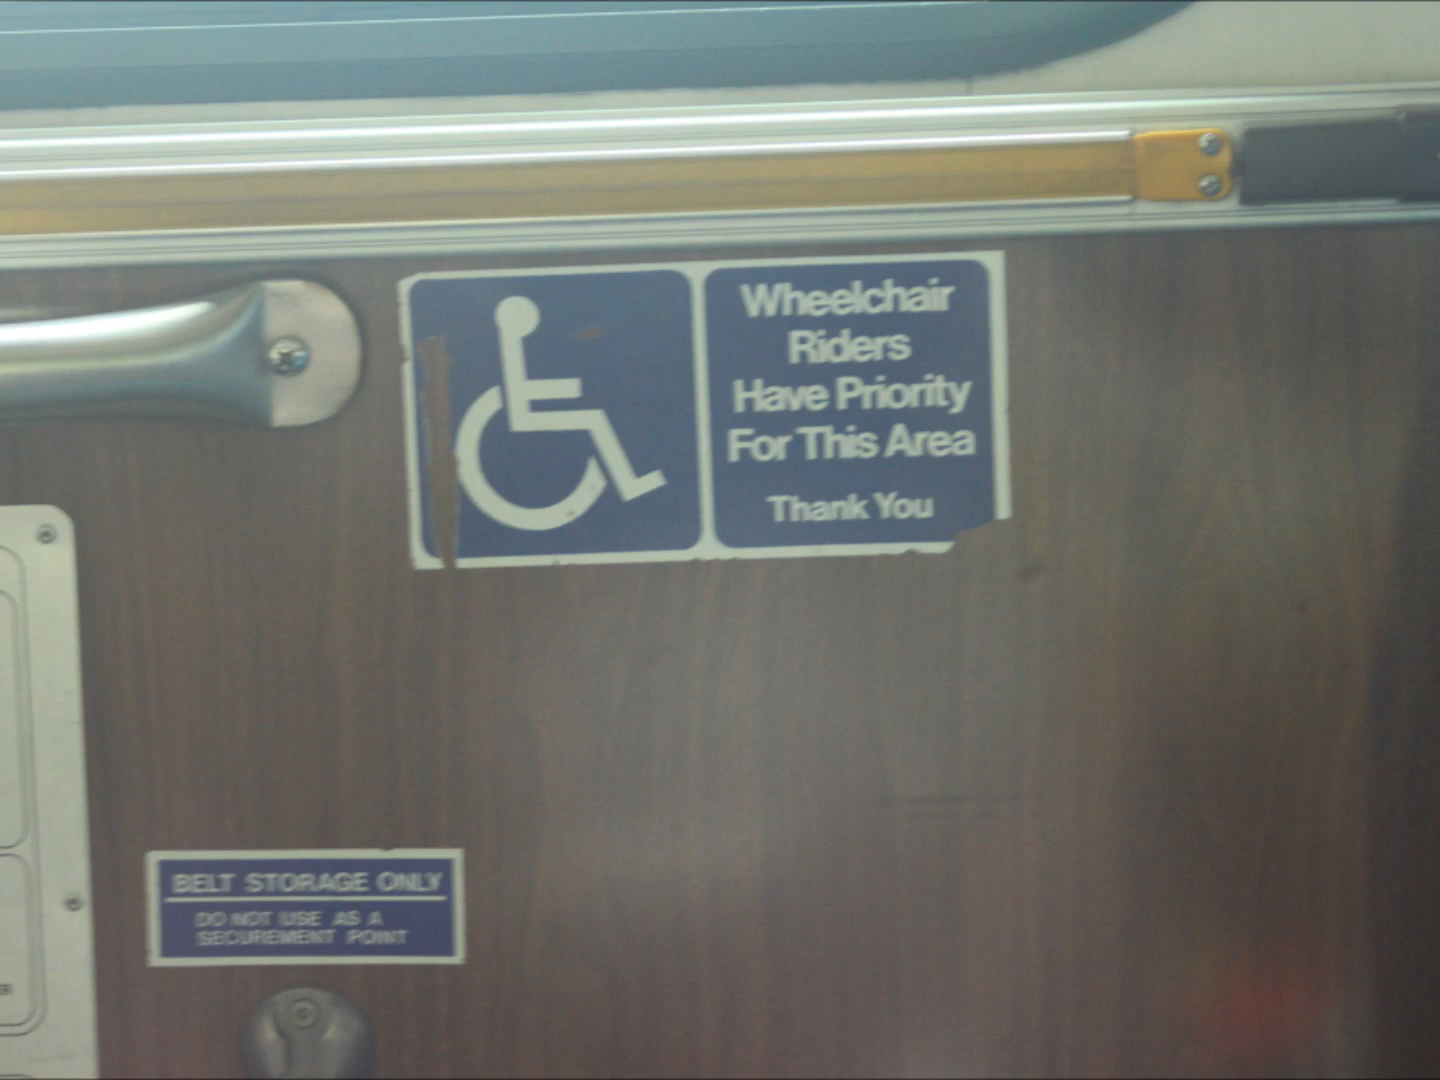 Wheelchair
Riders
Have Priority
For This Area
Thank You
BELT STORAGE ONLY
DO NOT USE AS A
SECUREMENT POINT